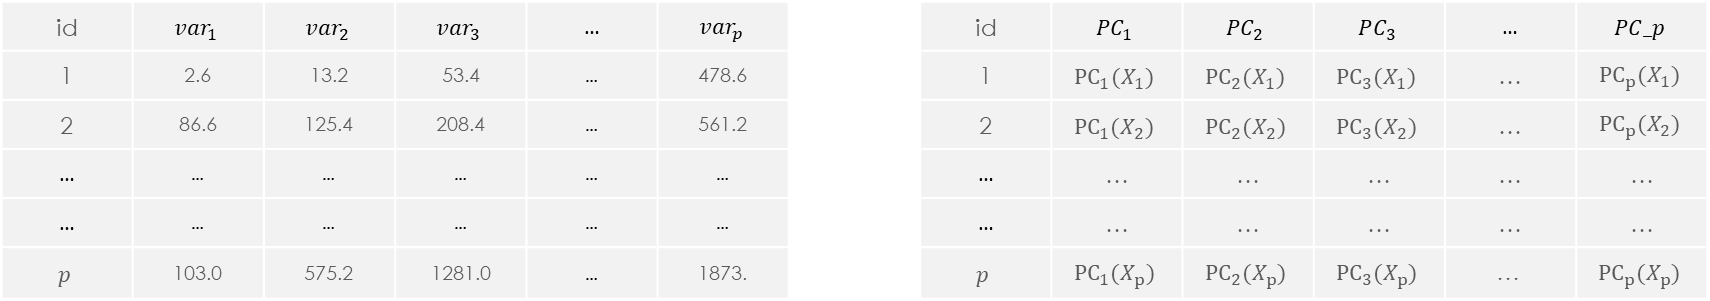 id var₁ var₂ var₃ ... varₚ
1 2.6 13.2 53.4 ... 478.6
2 86.6 125.4 208.4 ... 561.2
... ... ... ... ... ...
... ... ... ... ... ...
p 103.0 575.2 1281.0 ... 1873.
id PC₁ PC₂ PC₃ ... PC_p
1 PC₁(X₁) PC₂(X₁) PC₃(X₁) ... PCₚ(X₁)
2 PC₁(X₂) PC₂(X₂) PC₃(X₂) ... PCₚ(X₂)
... ... ... ... ... ...
... ... ... ... ... ...
p PC₁(Xₚ) PC₂(Xₚ) PC₃(Xₚ) ... PCₚ(Xₚ)